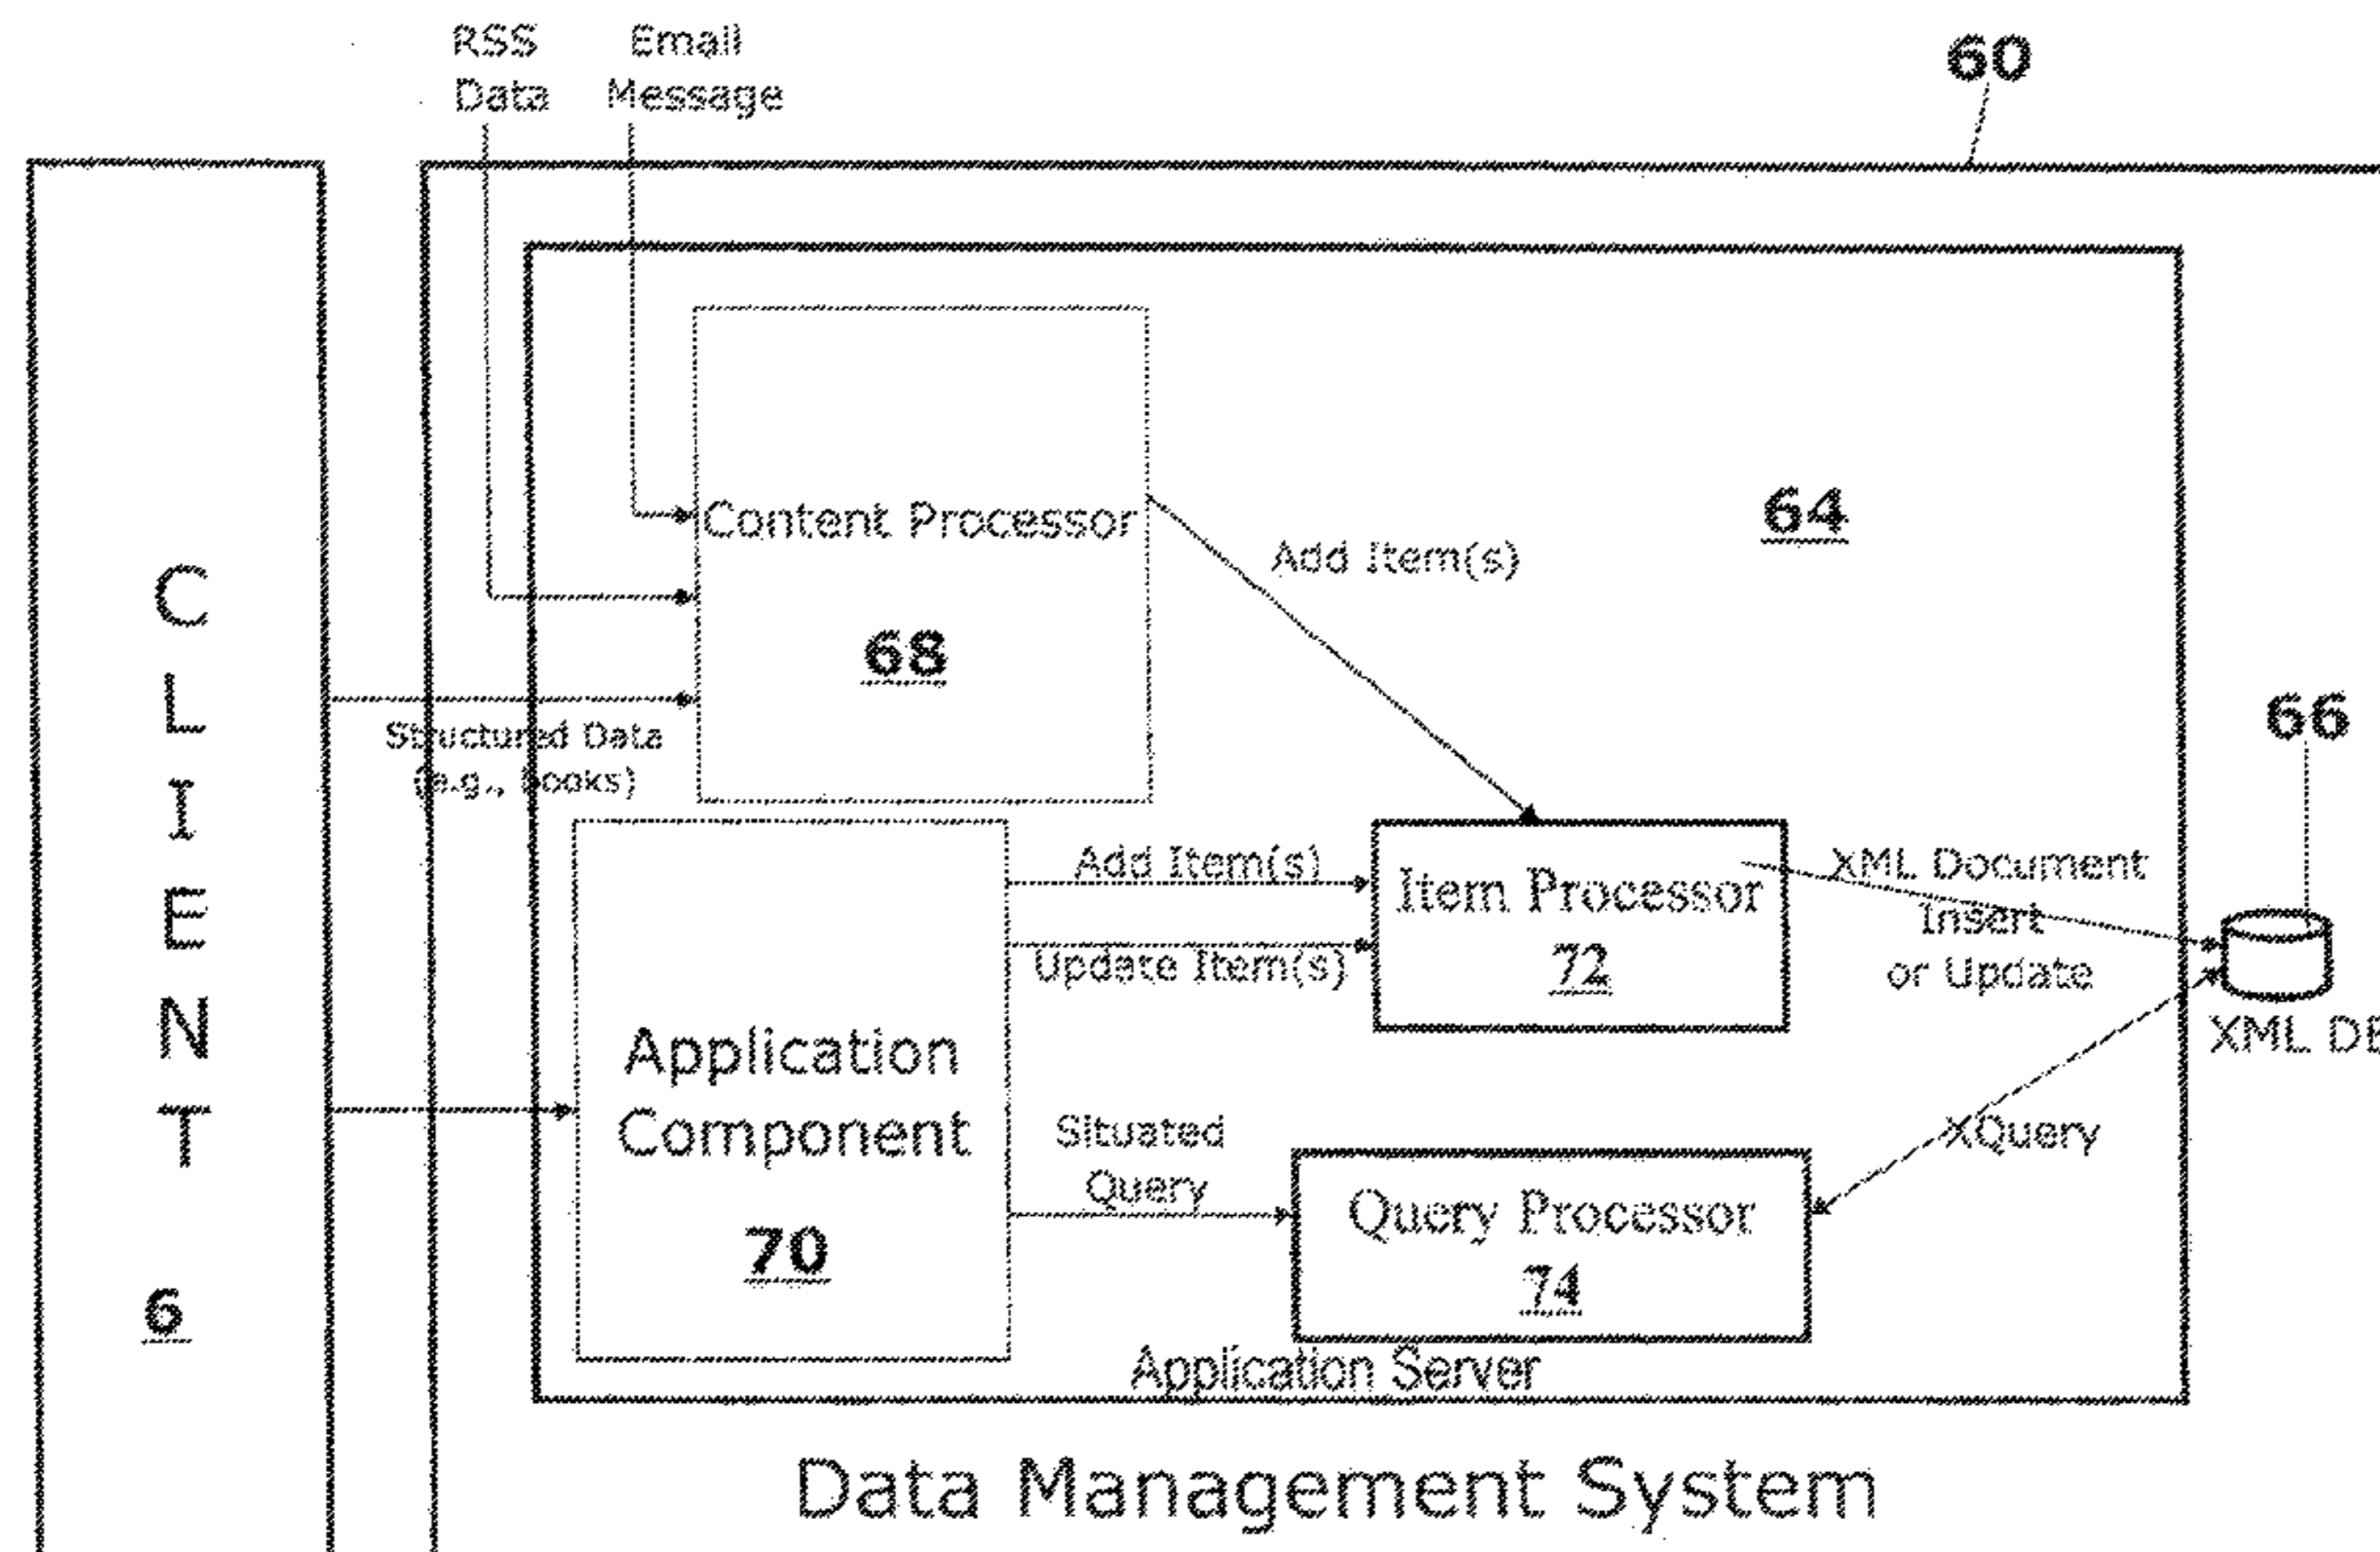 RSS
Data
Email
Message
60
CLIENT
6
Content Processor
68
Add Item(s)
64
Structured Data
(e.g., books)
66
Add Item(s)
Update Item(s)
Item Processor
72
XML Document
Insert
or Update
XML DB
Application
Component
70
Situated
Query
Query Processor
74
XQuery
Application Server
Data Management System